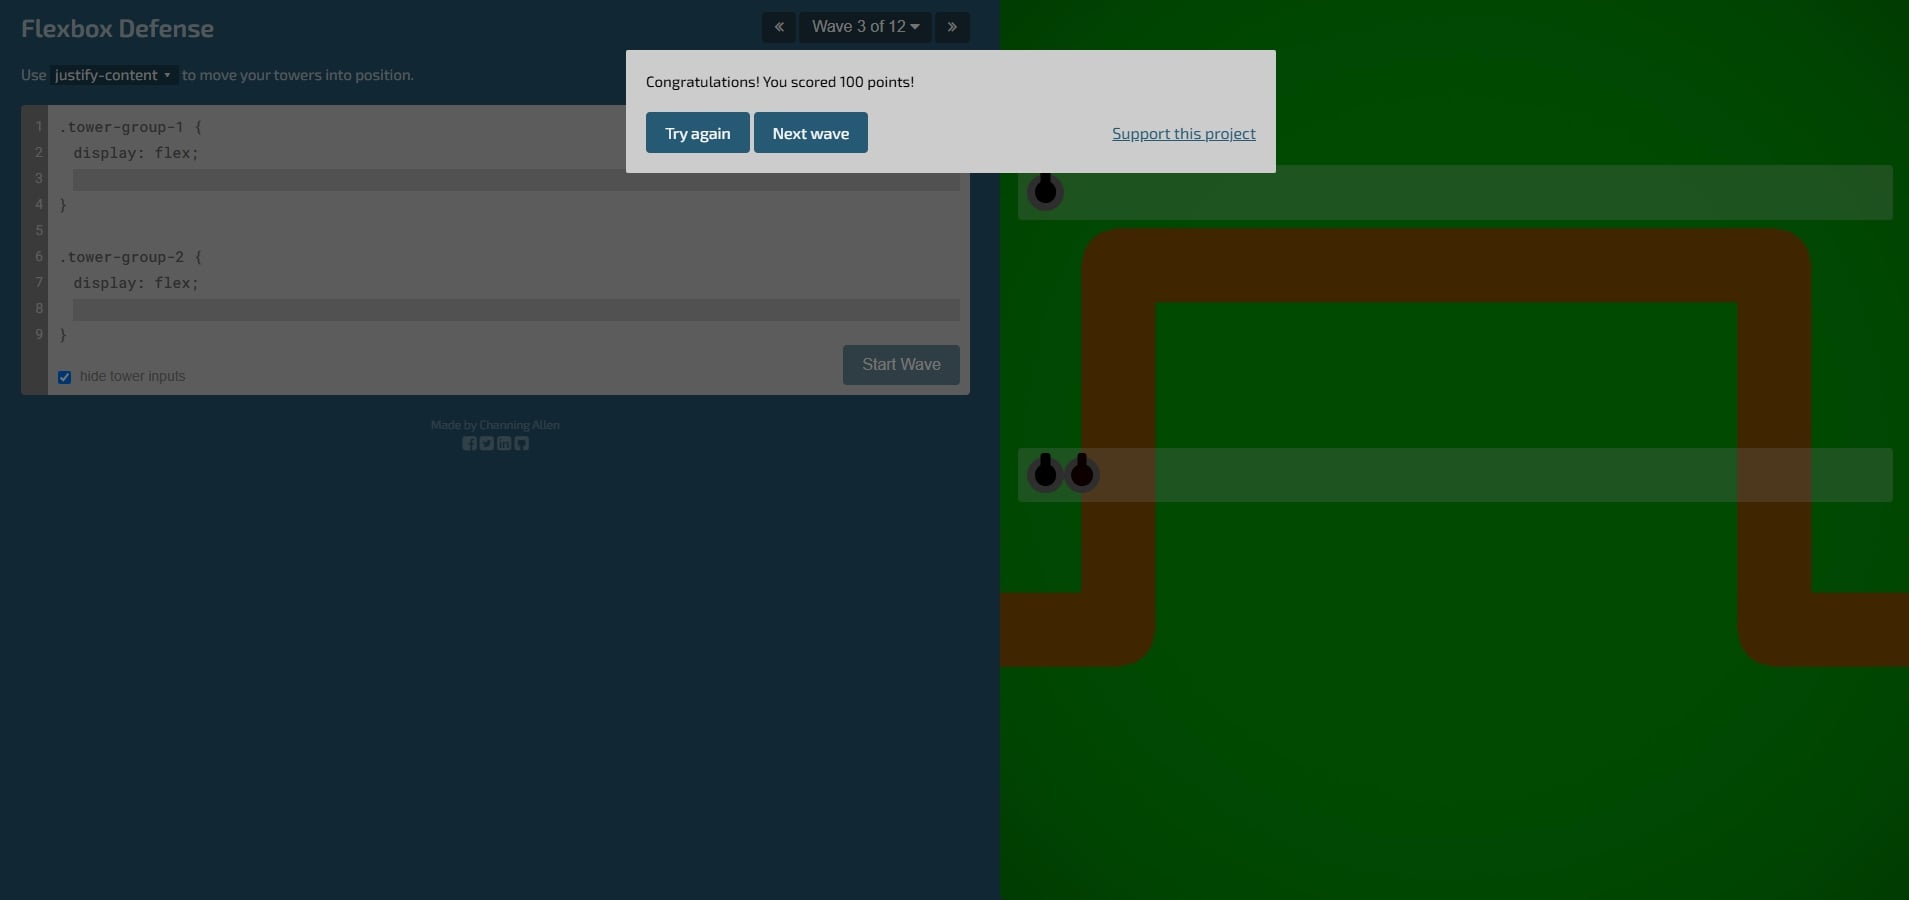 Flexbox Defense
« Wave 3 of 12 »
Use justify-content to move your towers into position.
Congratulations! You scored 100 points!
Try again Next wave Support this project
1 .tower-group-1 {
2 display: flex;
3
4 }
5
6 .tower-group-2 {
7 display: flex;
8
9 }
hide tower inputs
Start Wave
Made by Channing Allen